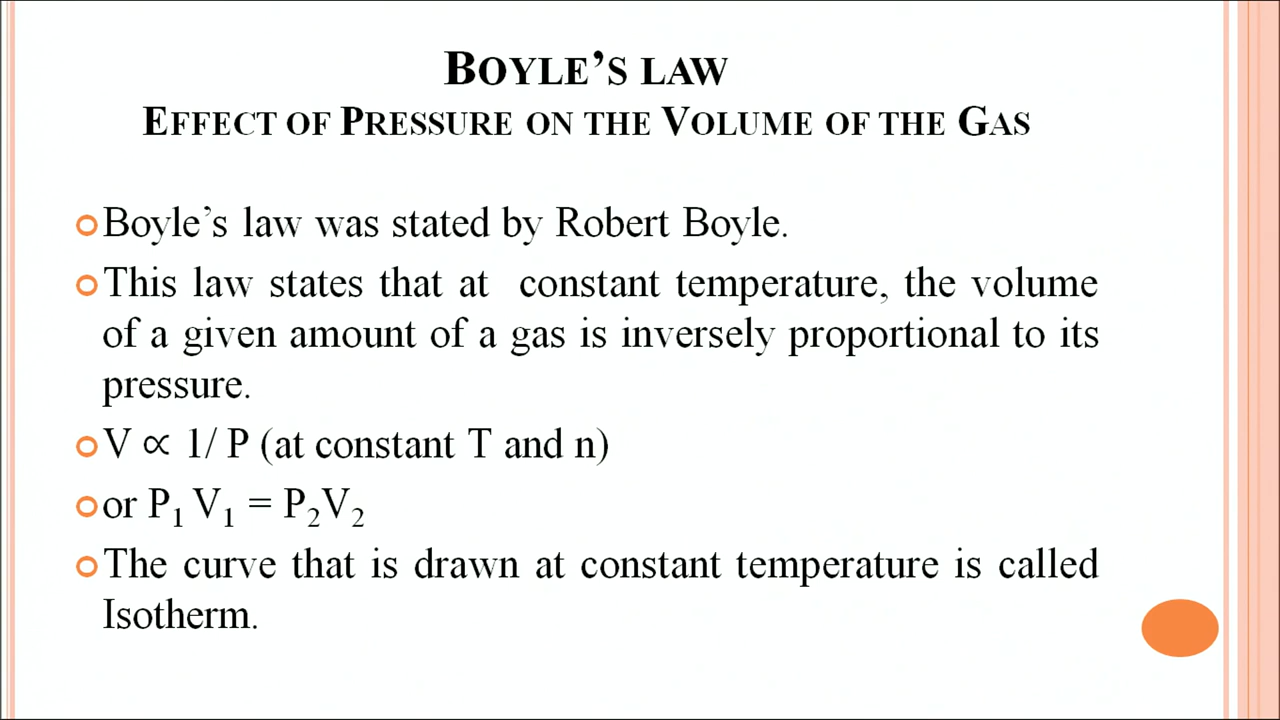 BOYLE'S LAW
EFFECT OF PRESSURE ON THE VOLUME OF THE GAS
Boyle's law was stated by Robert Boyle.
This law states that at constant temperature, the volume
of a given amount of a gas is inversely proportional to its
pressure.
V ∝ 1/ P (at constant T and n)
or P₁ V₁ = P₂V₂
The curve that is drawn at constant temperature is called
Isotherm.